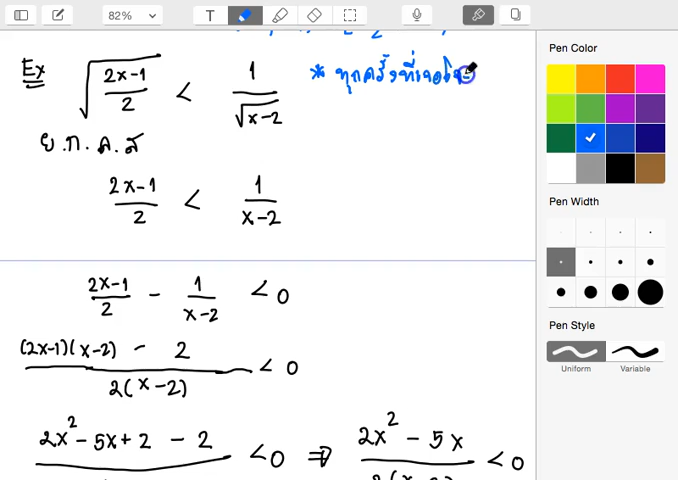 82%
T
Ex √((2x-1)/2) < 1/√(x-2) * ทุกครั้งที่เจอ
ย.ก.ค.ส
(2x-1)/2 < 1/(x-2)
(2x-1)/2 - 1/(x-2) < 0
((2x-1)(x-2) - 2)/(2(x-2)) < 0
2x² - 5x + 2 - 2 < 0 ⇒ 2x² - 5x < 0
Pen Color
Pen Width
Pen Style
Uniform Variable